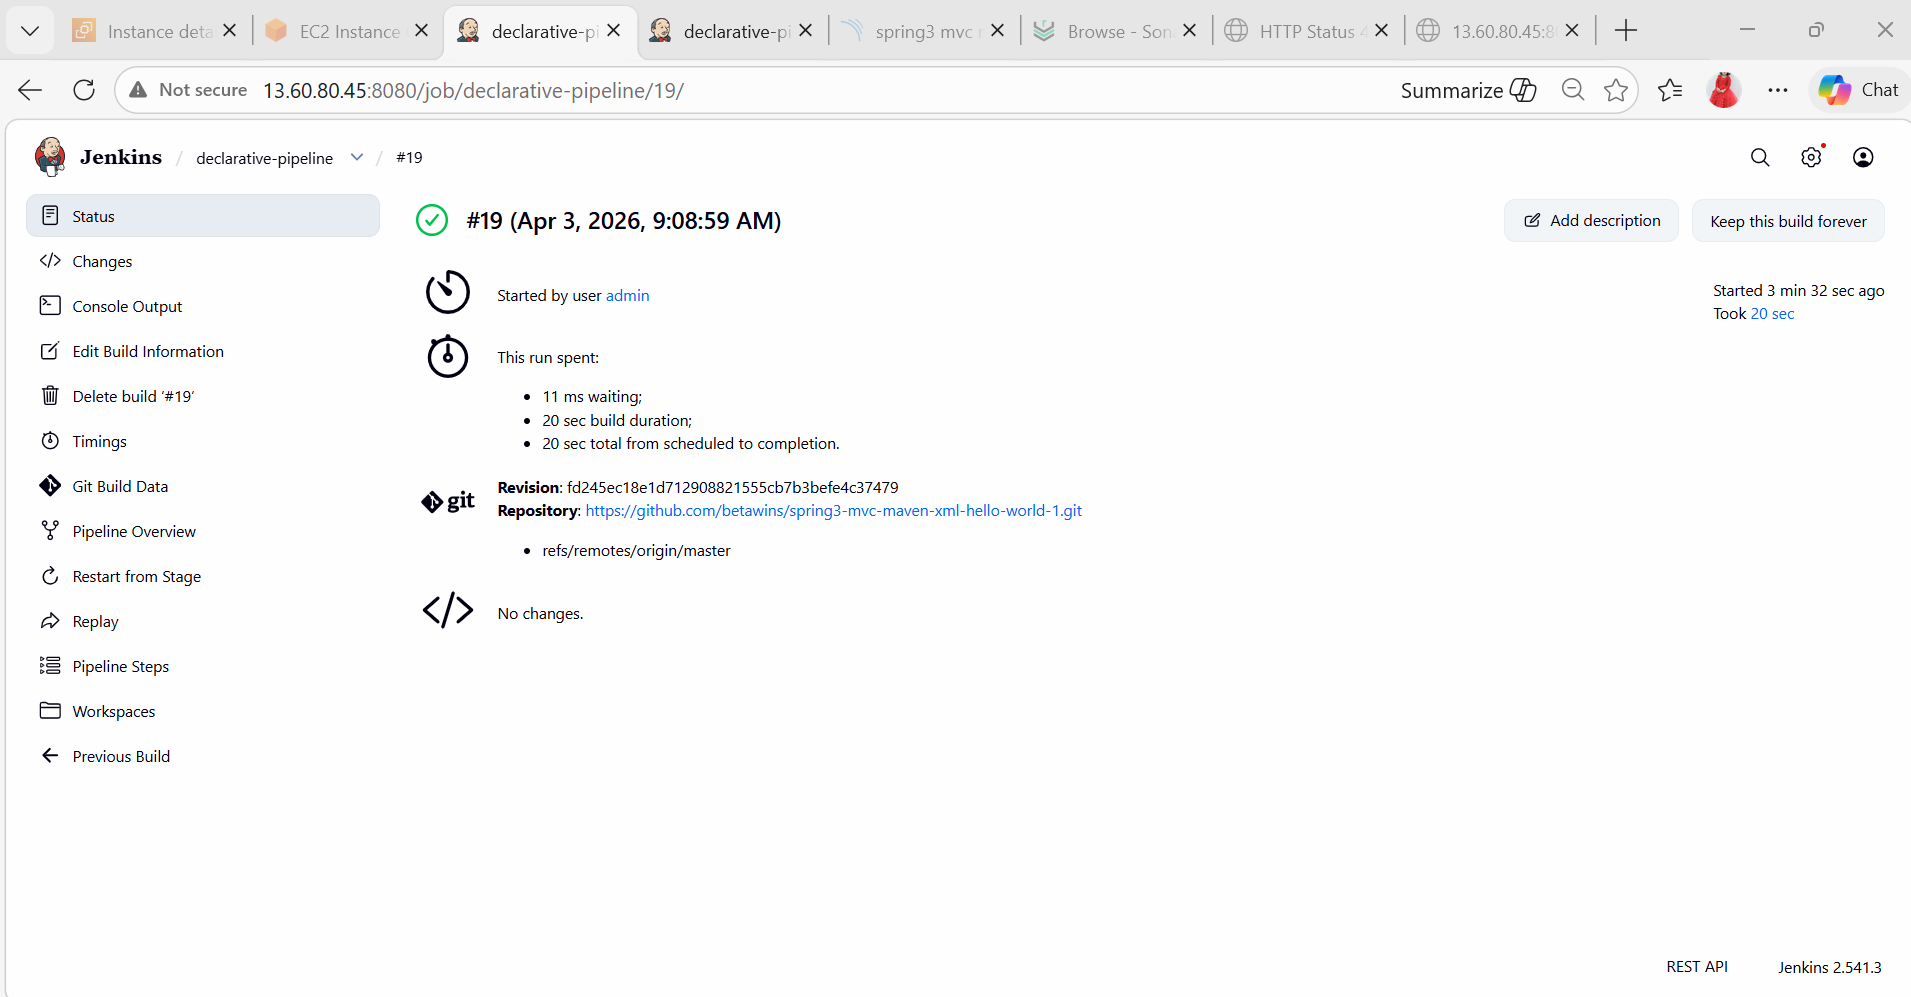 Instance deta
EC2 Instance
declarative-pi
declarative-pi
spring3 mvc
Browse - Son
HTTP Status 4
13.60.80.45:8
Not secure 13.60.80.45:8080/job/declarative-pipeline/19/
Summarize
Chat
Jenkins / declarative-pipeline / #19
Status
Changes
Console Output
Edit Build Information
Delete build ‘#19’
Timings
Git Build Data
Pipeline Overview
Restart from Stage
Replay
Pipeline Steps
Workspaces
Previous Build
#19 (Apr 3, 2026, 9:08:59 AM)
Add description
Keep this build forever
Started by user admin
Started 3 min 32 sec ago
Took 20 sec
This run spent:
• 11 ms waiting;
• 20 sec build duration;
• 20 sec total from scheduled to completion.
git
Revision: fd245ec18e1d712908821555cb7b3befe4c37479
Repository: https://github.com/betawins/spring3-mvc-maven-xml-hello-world-1.git
• refs/remotes/origin/master
No changes.
REST API
Jenkins 2.541.3